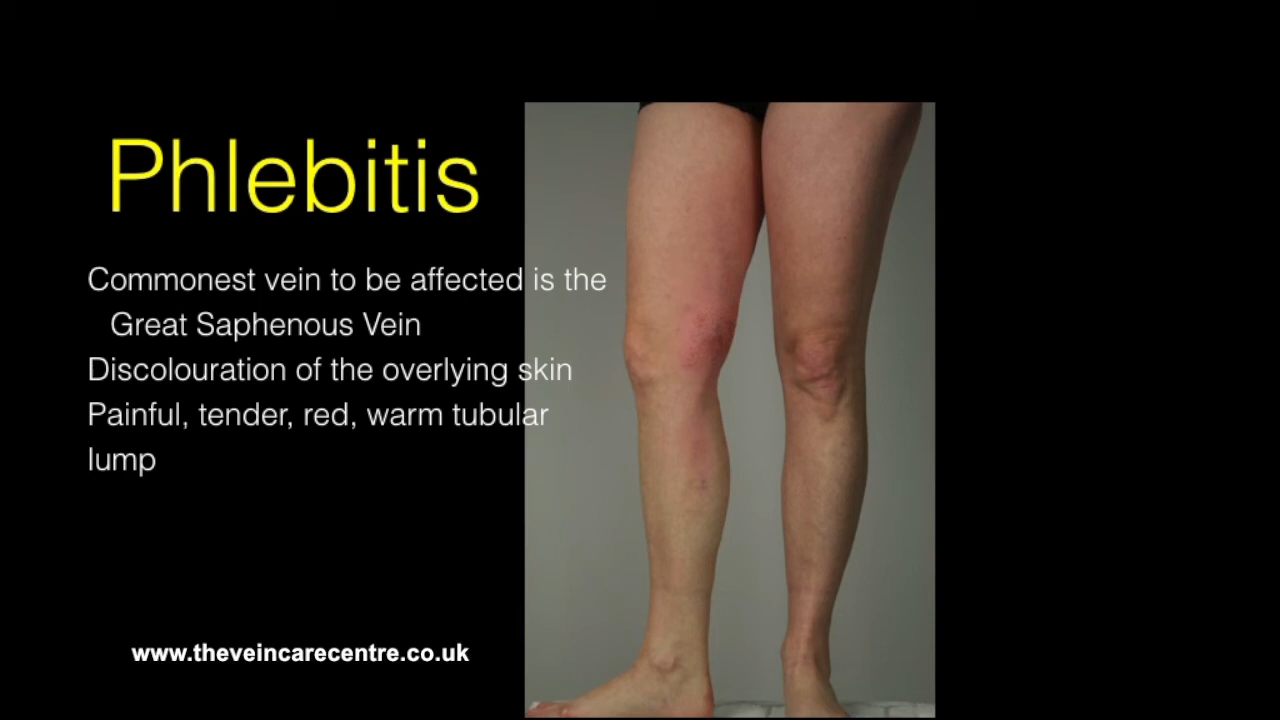 Phlebitis
Commonest vein to be affected is the
Great Saphenous Vein
Discolouration of the overlying skin
Painful, tender, red, warm tubular
lump
www.theveincarecentre.co.uk